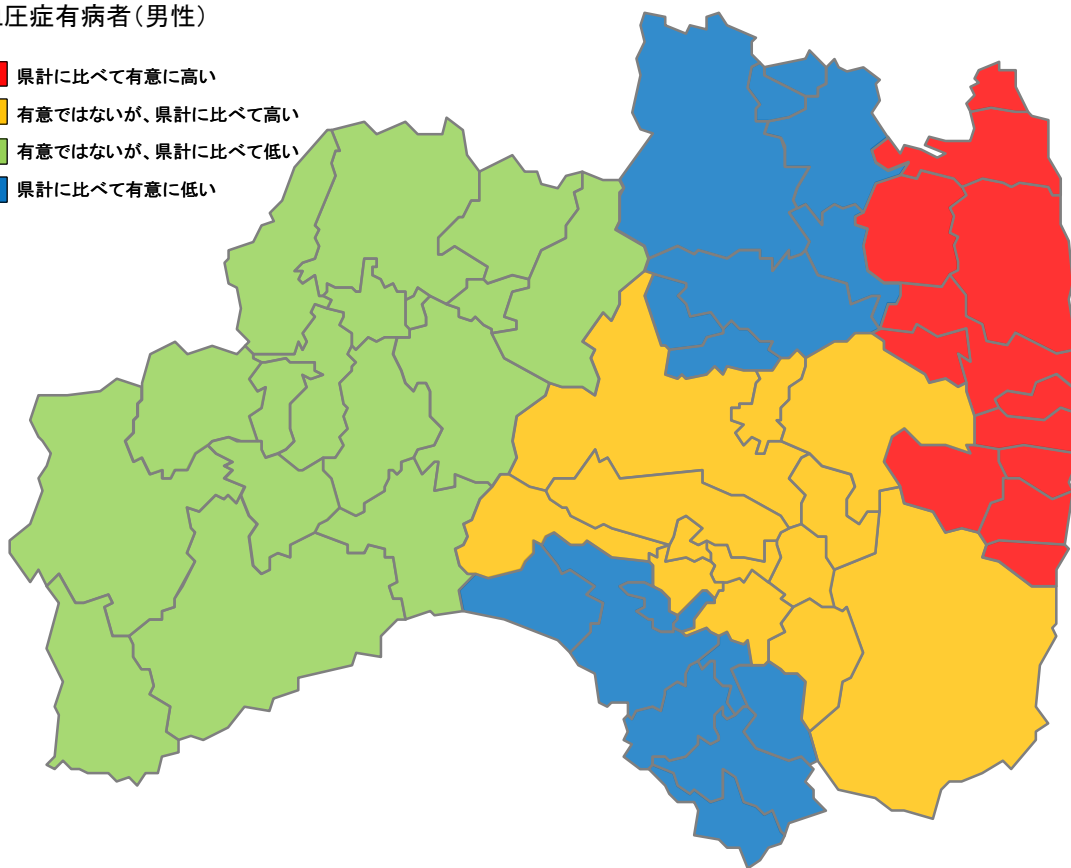 圧症有病者（男性）
県計に比べて有意に高い
有意ではないが、県計に比べて高い
有意ではないが、県計に比べて低い
県計に比べて有意に低い